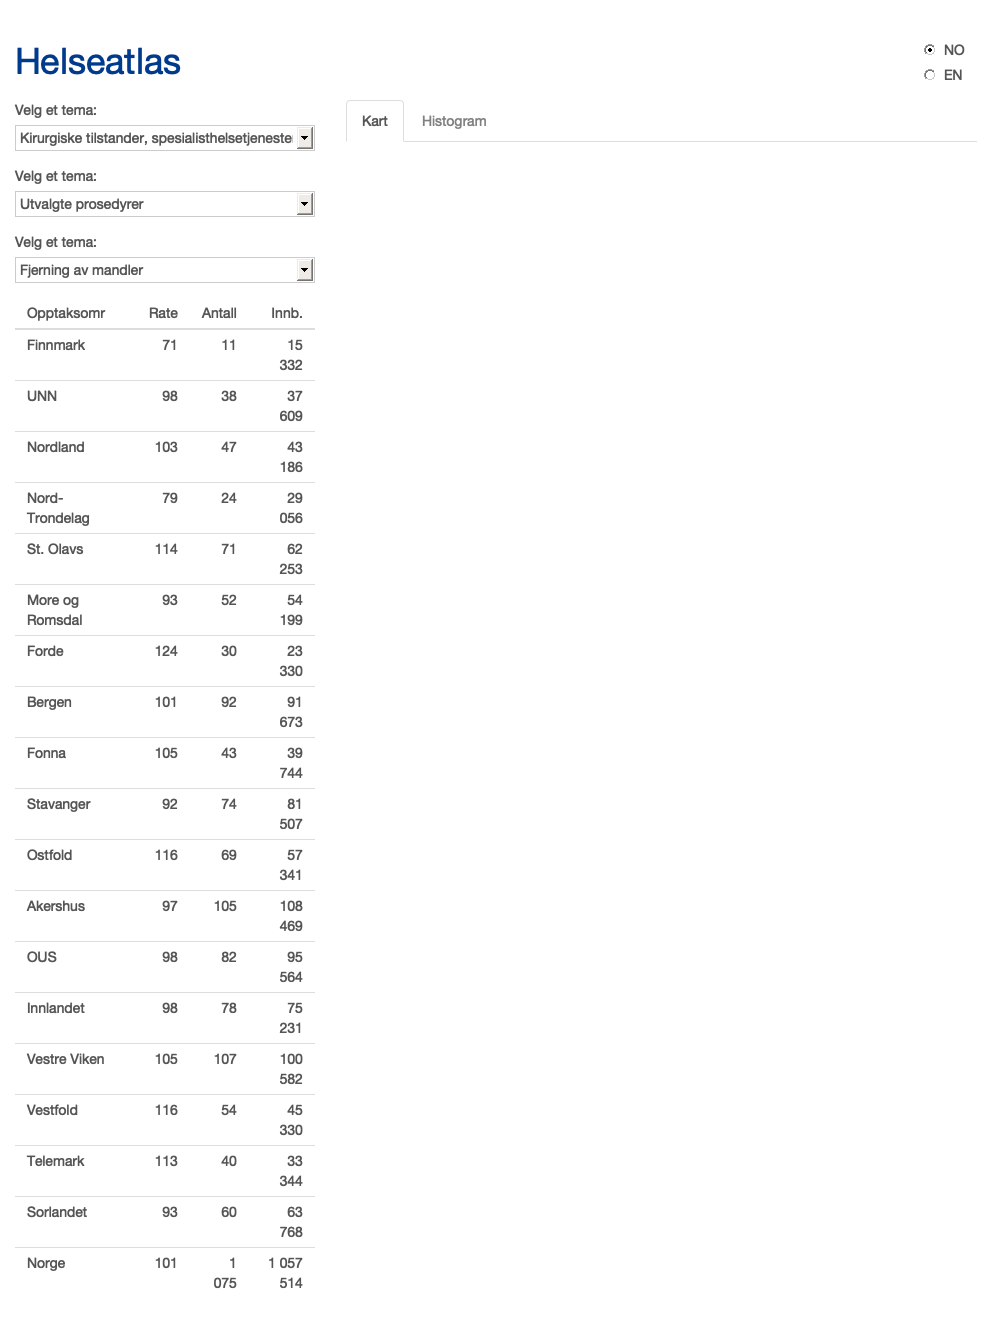 Helseatlas
NO
EN
Velg et tema:
Kirurgiske tilstander, spesialisthelsetjeneste
Velg et tema:
Utvalgte prosedyrer
Velg et tema:
Fjerning av mandler
Kart Histogram
Opptaksomr Rate Antall Innb.
Finnmark 71 11 15
332
UNN 98 38 37
609
Nordland 103 47 43
186
Nord- 79 24 29
Trondelag 056
St. Olavs 114 71 62
253
More og 93 52 54
Romsdal 199
Forde 124 30 23
330
Bergen 101 92 91
673
Fonna 105 43 39
744
Stavanger 92 74 81
507
Ostfold 116 69 57
341
Akershus 97 105 108
469
OUS 98 82 95
564
Innlandet 98 78 75
231
Vestre Viken 105 107 100
582
Vestfold 116 54 45
330
Telemark 113 40 33
344
Sorlandet 93 60 63
768
Norge 101 1 1 057
075 514